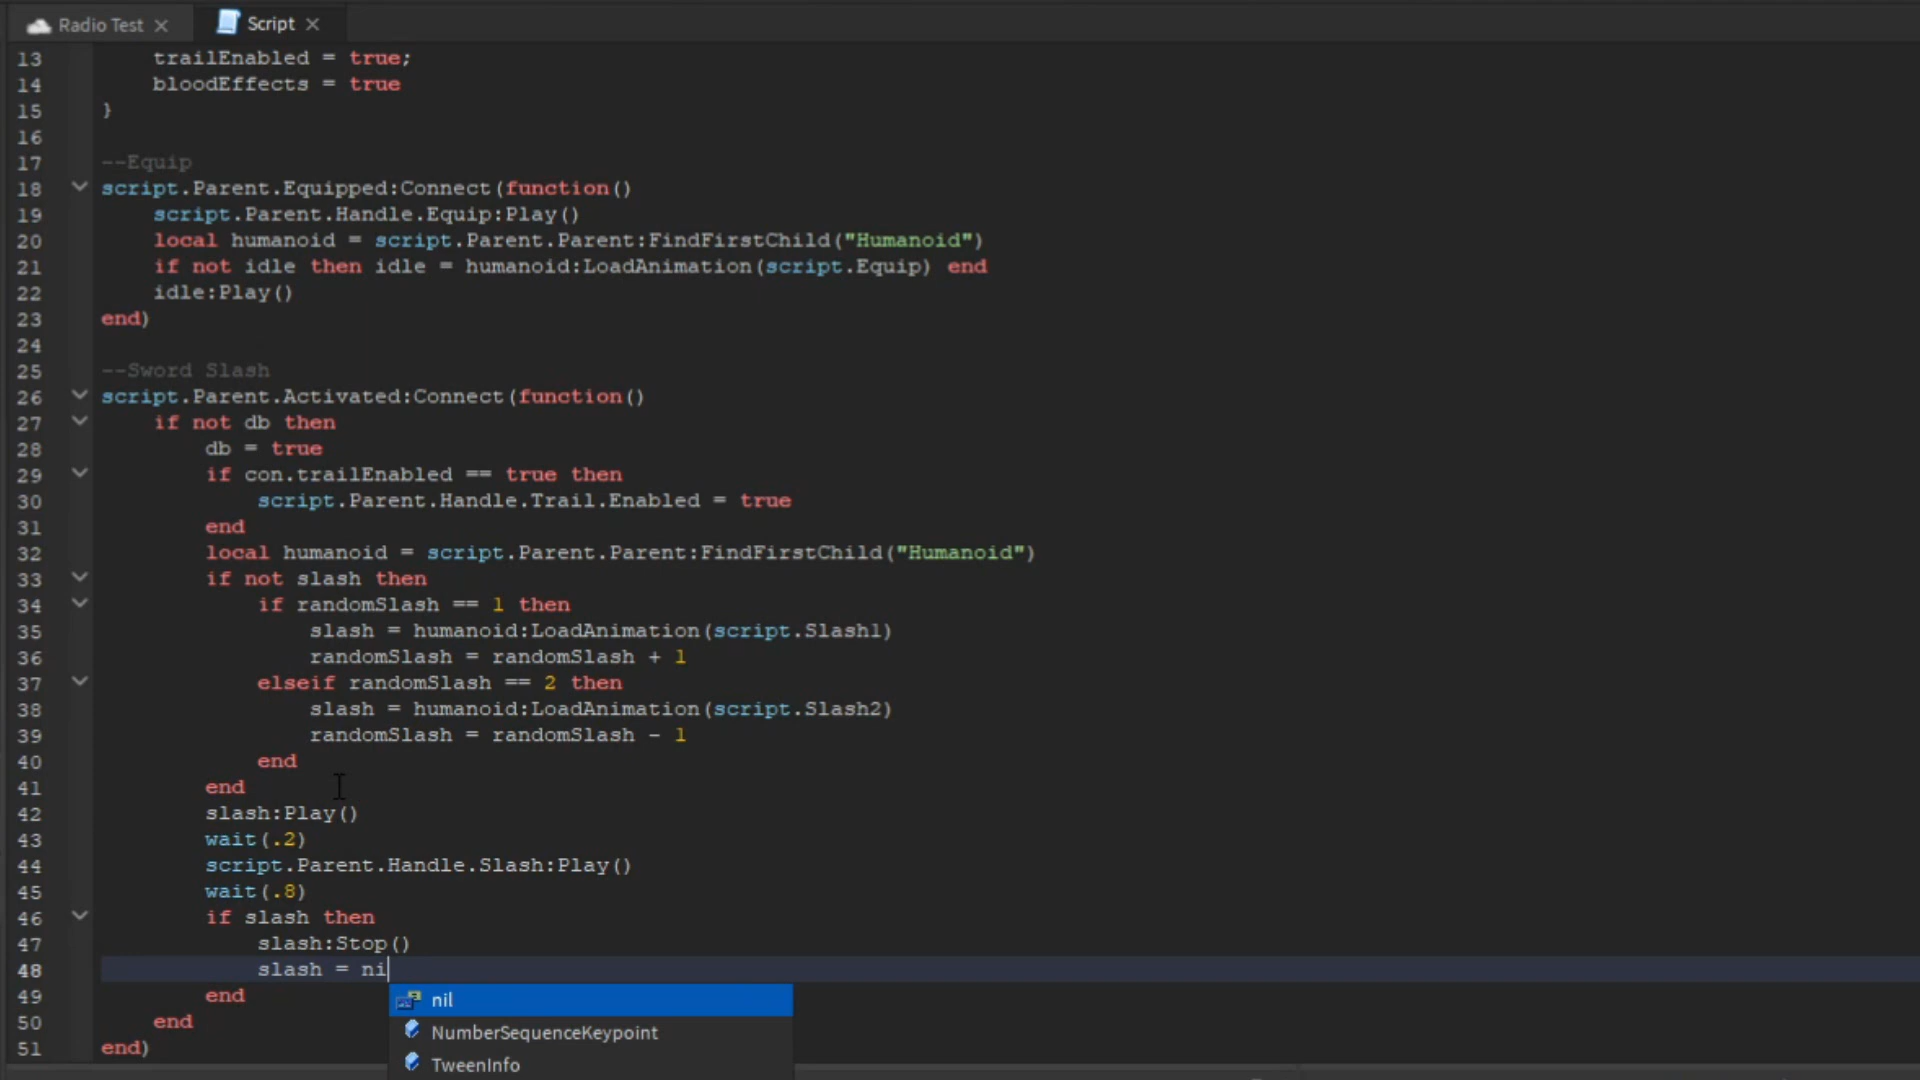 Radio Test
Script
13 trailEnabled = true;
14 bloodEffects = true
15 }
16
17 --Equip
18 script.Parent.Equipped:Connect(function()
19 script.Parent.Handle.Equip:Play()
20 local humanoid = script.Parent.Parent:FindFirstChild("Humanoid")
21 if not idle then idle = humanoid:LoadAnimation(script.Equip) end
22 idle:Play()
23 end)
24
25 --Sword Slash
26 script.Parent.Activated:Connect(function()
27 if not db then
28 db = true
29 if con.trailEnabled == true then
30 script.Parent.Handle.Trail.Enabled = true
31 end
32 local humanoid = script.Parent.Parent:FindFirstChild("Humanoid")
33 if not slash then
34 if randomSlash == 1 then
35 slash = humanoid:LoadAnimation(script.Slash1)
36 randomSlash = randomSlash + 1
37 elseif randomSlash == 2 then
38 slash = humanoid:LoadAnimation(script.Slash2)
39 randomSlash = randomSlash - 1
40 end
41 end
42 slash:Play()
43 wait(.2)
44 script.Parent.Handle.Slash:Play()
45 wait(.8)
46 if slash then
47 slash:Stop()
48 slash = ni
49 end
nil
50 end
NumberSequenceKeypoint
51 end)
TweenInfo